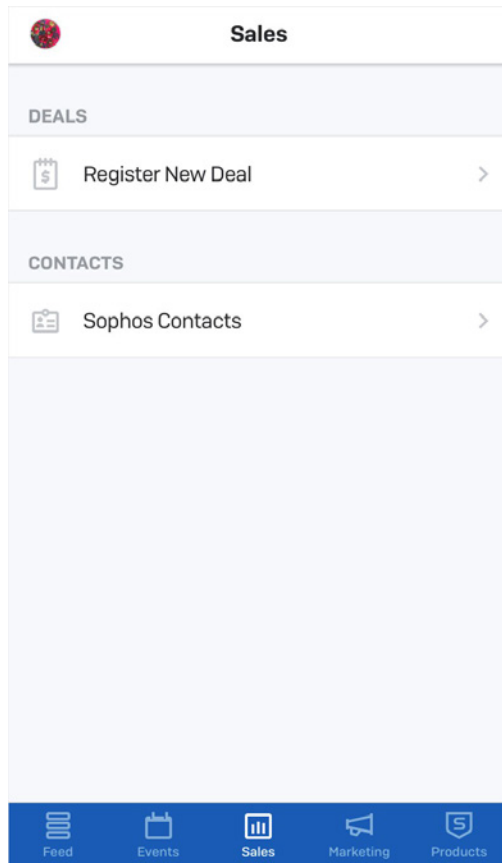 Sales
DEALS
Register New Deal
CONTACTS
Sophos Contacts
Feed Events Sales Marketing Products